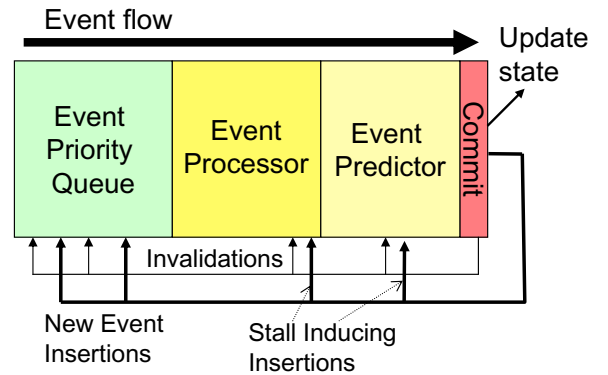 Event flow
Update
state
Event
Priority
Queue
Event
Processor
Event
Predictor
Commit
Invalidations
New Event
Insertions
Stall Inducing
Insertions